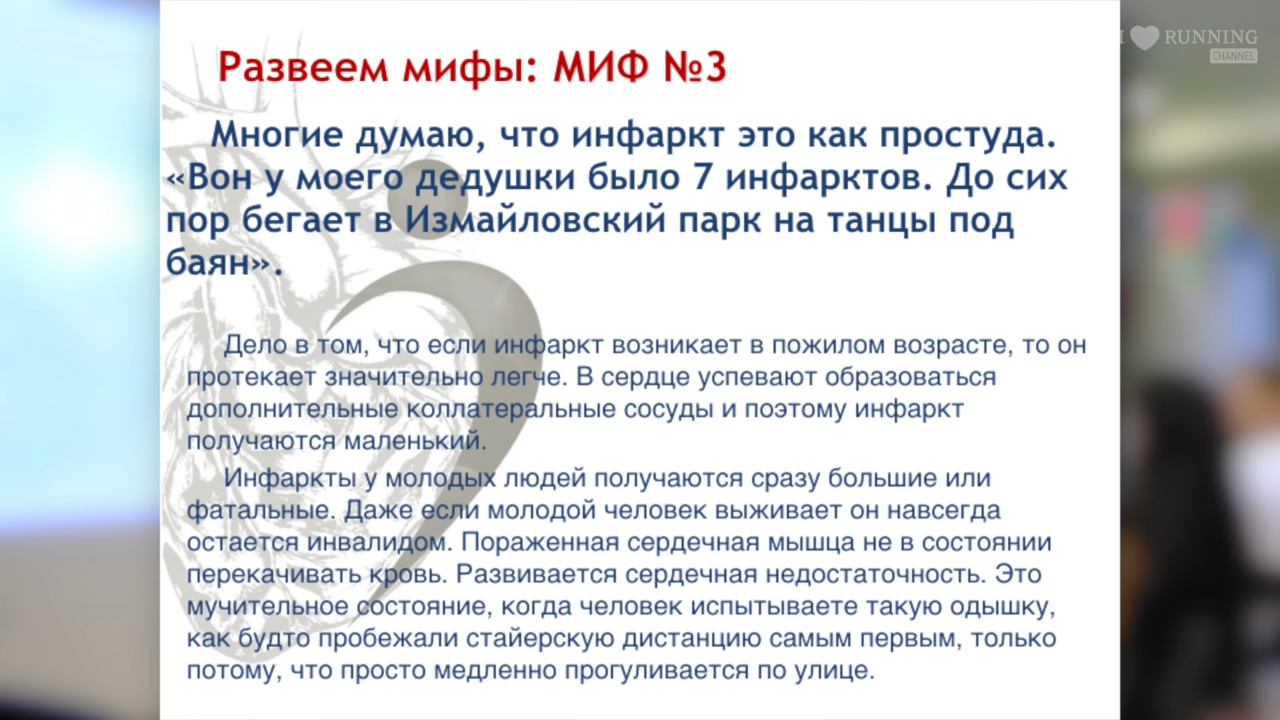 Развеем мифы: МИФ №3
Многие думаю, что инфаркт это как простуда.
«Вон у моего дедушки было 7 инфарктов. До сих
пор бегает в Измайловский парк на танцы под
баян».
Дело в том, что если инфаркт возникает в пожилом возрасте, то он
протекает значительно легче. В сердце успевают образоваться
дополнительные коллатеральные сосуды и поэтому инфаркт
получаются маленький.
Инфаркты у молодых людей получаются сразу большие или
фатальные. Даже если молодой человек выживает он навсегда
остается инвалидом. Пораженная сердечная мышца не в состоянии
перекачивать кровь. Развивается сердечная недостаточность. Это
мучительное состояние, когда человек испытываете такую одышку,
как будто пробежали стайерскую дистанцию самым первым, только
потому, что просто медленно прогуливается по улице.
I RUNNING
CHANNEL